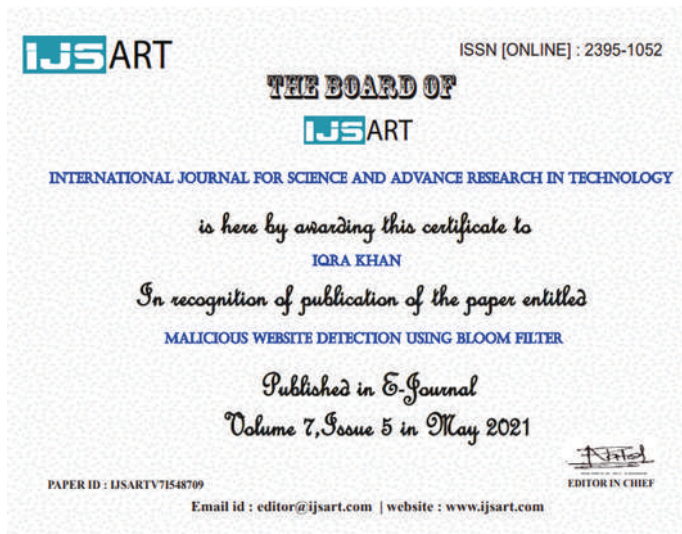 IJSART
ISSN [ONLINE] : 2395-1052
THE BOARD OF
IJSART
INTERNATIONAL JOURNAL FOR SCIENCE AND ADVANCE RESEARCH IN TECHNOLOGY
is here by awarding this certificate to
IQRA KHAN
In recognition of publication of the paper entitled
MALICIOUS WEBSITE DETECTION USING BLOOM FILTER
Published in E-Journal
Volume 7,Issue 5 in May 2021
PAPER ID : IJSARTV7I548709
EDITOR IN CHIEF
Email id : editor@ijsart.com | website : www.ijsart.com